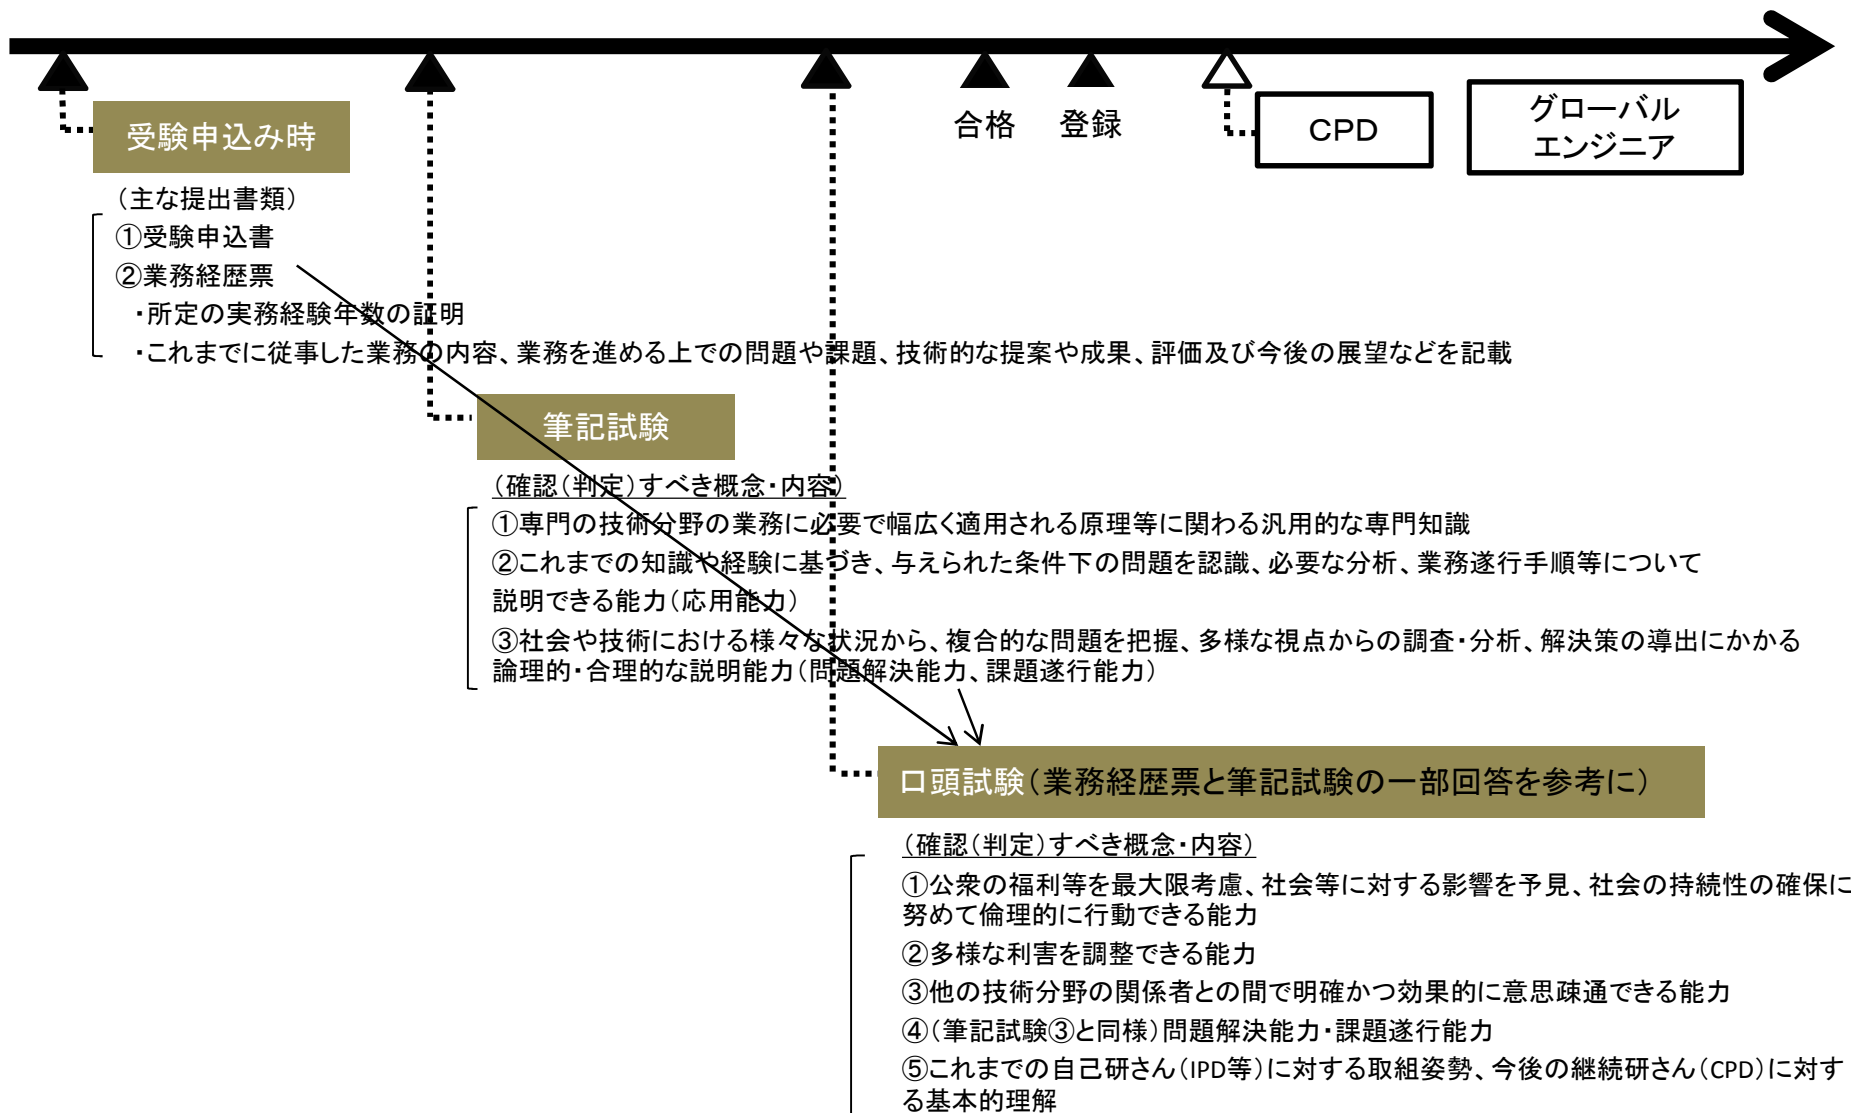 合格
登録
CPD
グローバル
エンジニア
受験申込み時
（主な提出書類）
①受験申込書
②業務経歴票
・所定の実務経験年数の証明
・これまでに従事した業務の内容、業務を進める上での問題や課題、技術的な提案や成果、評価及び今後の展望などを記載
筆記試験
（確認（判定）すべき概念・内容）
①専門の技術分野の業務に必要で幅広く適用される原理等に関わる汎用的な専門知識
②これまでの知識や経験に基づき、与えられた条件下の問題を認識、必要な分析、業務遂行手順等について
説明できる能力（応用能力）
③社会や技術における様々な状況から、複合的な問題を把握、多様な視点からの調査・分析、解決策の導出にかかる
論理的・合理的な説明能力（問題解決能力、課題遂行能力）
口頭試験（業務経歴票と筆記試験の一部回答を参考に）
（確認（判定）すべき概念・内容）
①公衆の福利等を最大限考慮、社会等に対する影響を予見、社会の持続性の確保に
努めて倫理的に行動できる能力
②多様な利害を調整できる能力
③他の技術分野の関係者との間で明確かつ効果的に意思疎通できる能力
④（筆記試験③と同様）問題解決能力・課題遂行能力
⑤これまでの自己研さん（IPD等）に対する取組姿勢、今後の継続研さん（CPD）に対す
る基本的理解